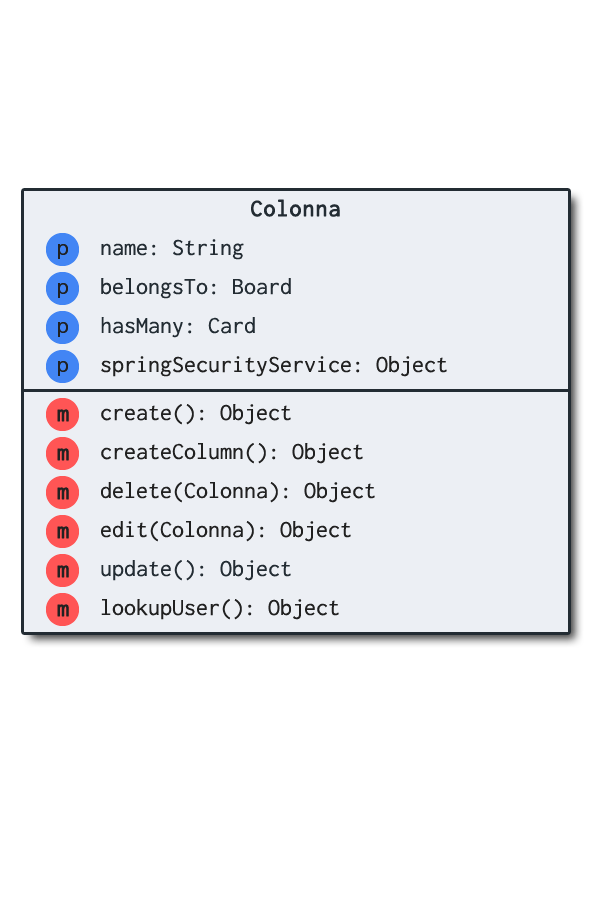 Colonna
p name: String
p belongsTo: Board
p hasMany: Card
p springSecurityService: Object
m create(): Object
m createColumn(): Object
m delete(Colonna): Object
m edit(Colonna): Object
m update(): Object
m lookupUser(): Object